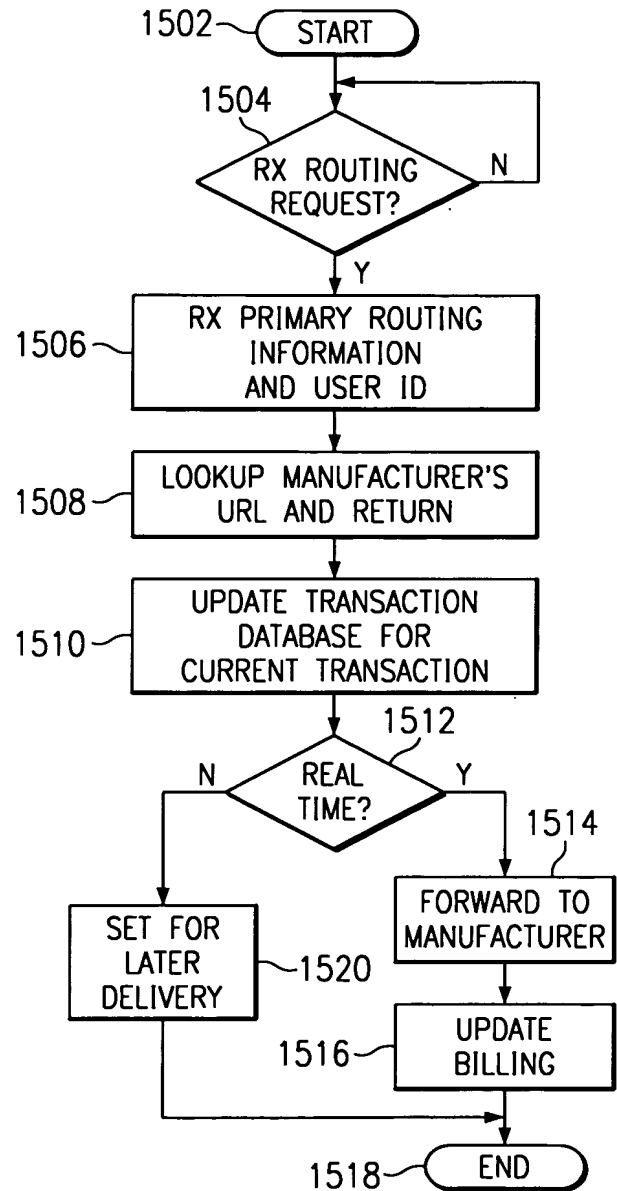 1502
START
1504
RX ROUTING
REQUEST?
N
Y
1506
RX PRIMARY ROUTING
INFORMATION
AND USER ID
1508
LOOKUP MANUFACTURER'S
URL AND RETURN
1510
UPDATE TRANSACTION
DATABASE FOR
CURRENT TRANSACTION
1512
N
REAL
TIME?
Y
1514
FORWARD TO
MANUFACTURER
SET FOR
LATER
DELIVERY
1520
1516
UPDATE
BILLING
1518
END